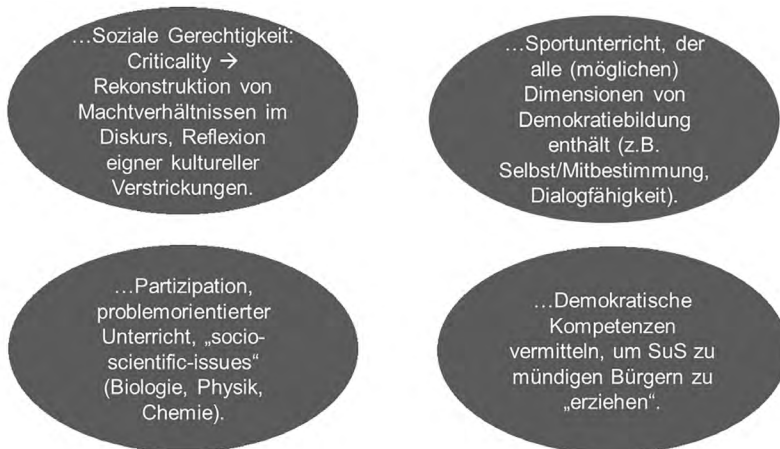 …Soziale Gerechtigkeit:
Criticality →
Rekonstruktion von
Machtverhältnissen im
Diskurs, Reflexion
eigner kultureller
Verstrickungen.
…Sportunterricht, der
alle (möglichen)
Dimensionen von
Demokratiebildung
enthält (z.B.
Selbst/Mitbestimmung,
Dialogfähigkeit).
…Partizipation,
problemorientierter
Unterricht, „socio-
scientific-issues“
(Biologie, Physik,
Chemie).
…Demokratische
Kompetenzen
vermitteln, um SuS zu
mündigen Bürgern zu
„erziehen“.